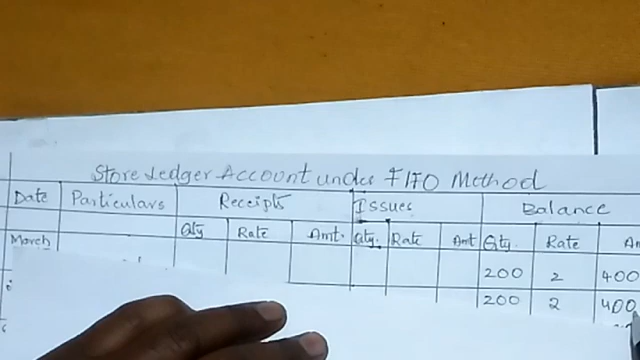 Store Ledger Account under FIFO Method
Date Particulars Receipts Issues Balance
Qty Rate Amt. Qty. Rate Amt Qty. Rate
March
200 2 400
200 2 400